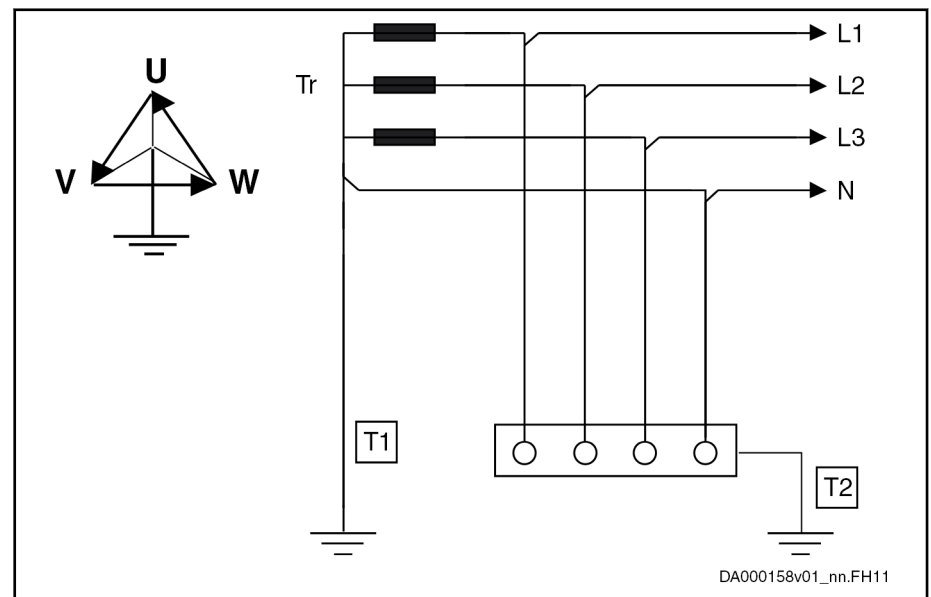 L1
U
Tr
L2
L3
V
W
N
T1
T2
DA000158v01_nn.FH11